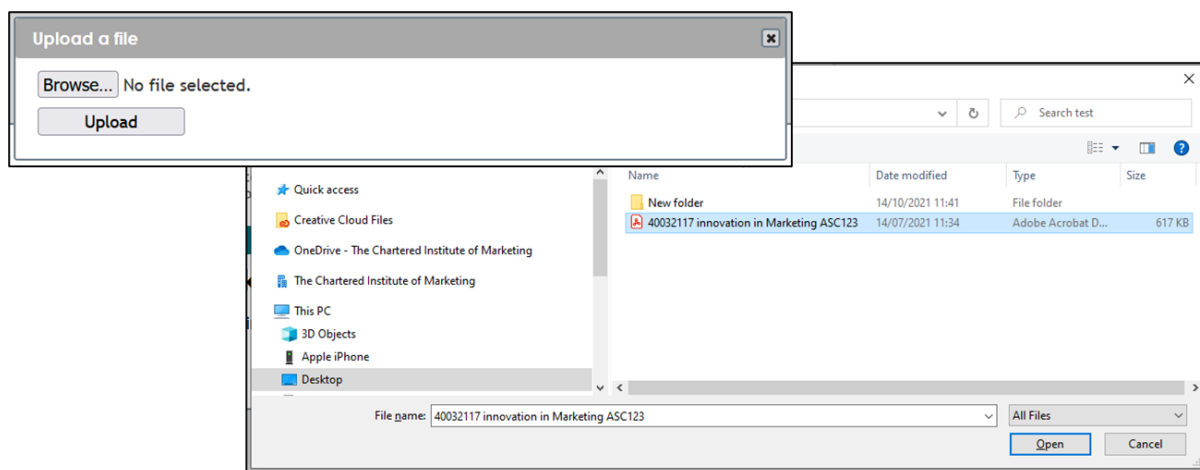 Upload a file
Browse... No file selected.
Upload
Search test
Name Date modified Type Size
Quick access
New folder 14/10/2021 11:41 File folder
Creative Cloud Files
40032117 innovation in Marketing ASC123 14/07/2021 11:34 Adobe Acrobat D... 617 KB
OneDrive - The Chartered Institute of Marketing
The Chartered Institute of Marketing
This PC
3D Objects
Apple iPhone
Desktop
File name: 40032117 innovation in Marketing ASC123 All Files
Open Cancel